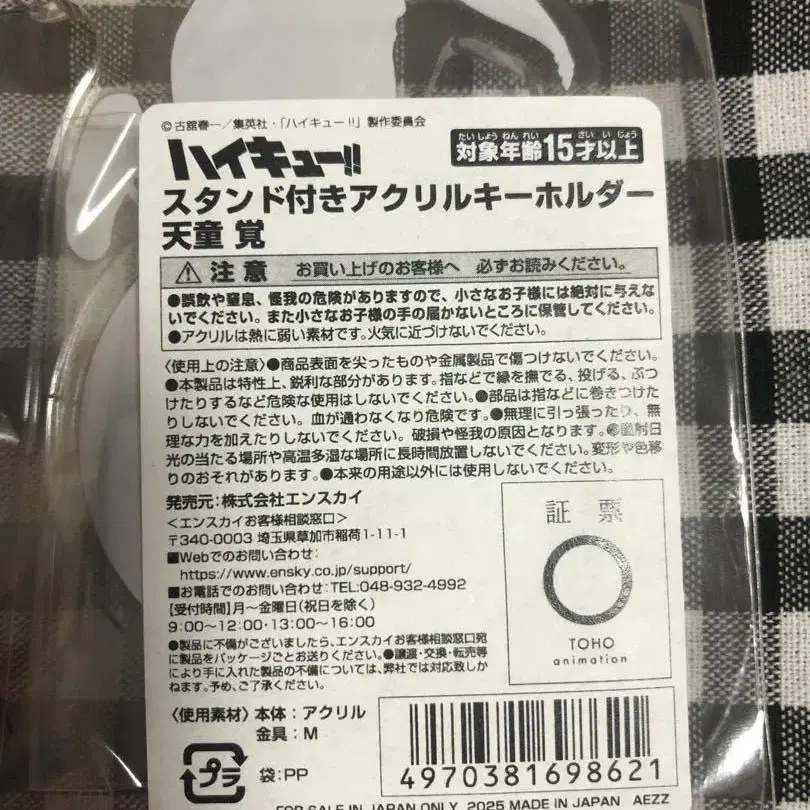 ©古舘春一/集英社・「ハイキュー!!」製作委員会
ハイキュー!!
たいしょうねんれい さい いじょう
対象年齢15才以上
スタンド付きアクリルキーホルダー
天童 覚
⚠ 注意 お買い上げのお客様へ 必ずお読みください。
●誤飲や窒息、怪我の危険がありますので、小さなお子様には絶対に与えな
いでください。また小さなお子様の手の届かないところに保管してください。
●アクリルは熱に弱い素材です。火気に近づけないでください。
〈使用上の注意〉●商品表面を尖ったものや金属製品で傷つけないでください。
●本製品は特性上、鋭利な部分があります。指などで縁を撫でる、投げる、ぶつ
けたりするなど危険な使用はしないでください。●部品は指などに巻きつけた
りしないでください。血が通わなくなり危険です。●無理に引っ張ったり、無
理な力を加えたりしないでください。破損や怪我の原因となります。●直射日
光の当たる場所や高温多湿な場所に長時間放置しないでください。変形や色移
りのおそれがあります。●本来の用途以外には使用しないでください。
発売元:株式会社エンスカイ
<エンスカイお客様相談窓口>
〒340-0003 埼玉県草加市稲荷1-11-1
■Webでのお問い合わせ:
https://www.ensky.co.jp/support/
■お電話でのお問い合わせ:TEL:048-932-4992
【受付時間】月～金曜日(祝日を除く)
9:00～12:00・13:00～16:00
●製品に不備がございましたら、エンスカイお客様相談窓口宛
に製品をパッケージごとお送りください。●譲渡・交換・転売等
により手に入れた製品の不備については、弊社では対応致しか
ねます。予め、ご了承ください。
証票
TOHO
animation
〈使用素材〉本体:アクリル
金具:M
プラ 袋:PP
4970381698621
FOR SALE IN JAPAN ONLY 2025 MADE IN JAPAN AEZZ